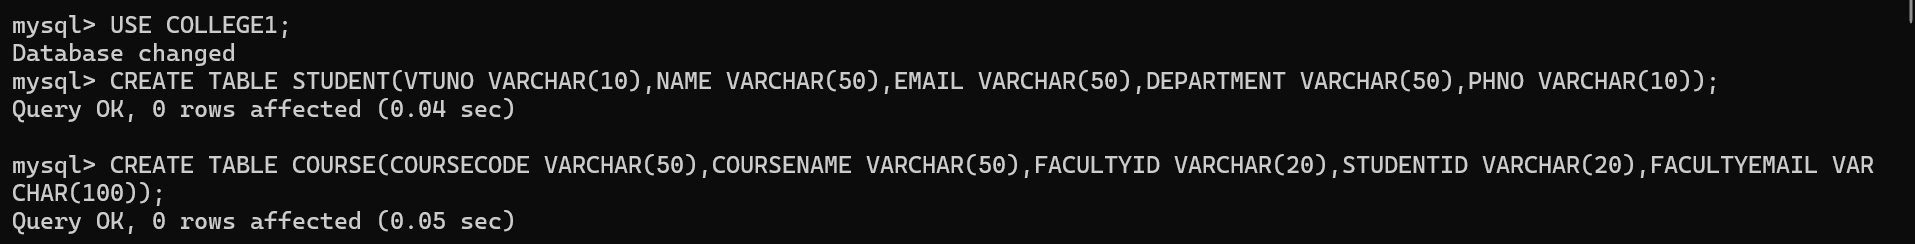 mysql> USE COLLEGE1;
Database changed
mysql> CREATE TABLE STUDENT(VTUNO VARCHAR(10),NAME VARCHAR(50),EMAIL VARCHAR(50),DEPARTMENT VARCHAR(50),PHNO VARCHAR(10));
Query OK, 0 rows affected (0.04 sec)
mysql> CREATE TABLE COURSE(COURSECODE VARCHAR(50),COURSENAME VARCHAR(50),FACULTYID VARCHAR(20),STUDENTID VARCHAR(20),FACULTYEMAIL VAR
CHAR(100));
Query OK, 0 rows affected (0.05 sec)